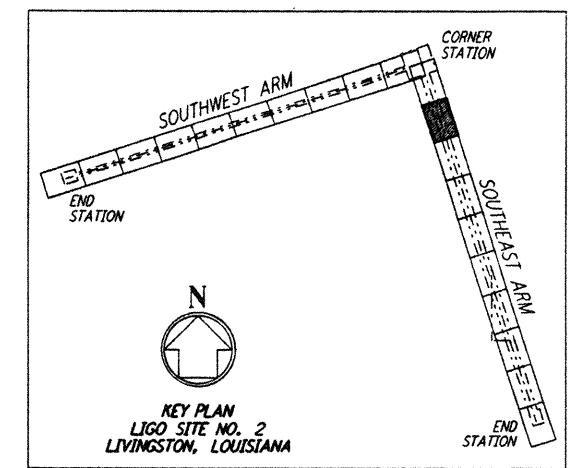 CORNER
STATION
SOUTHWEST ARM
END
STATION
SOUTHEAST ARM
N
KEY PLAN
LIGO SITE NO. 2
LIVINGSTON, LOUISIANA
END
STATION